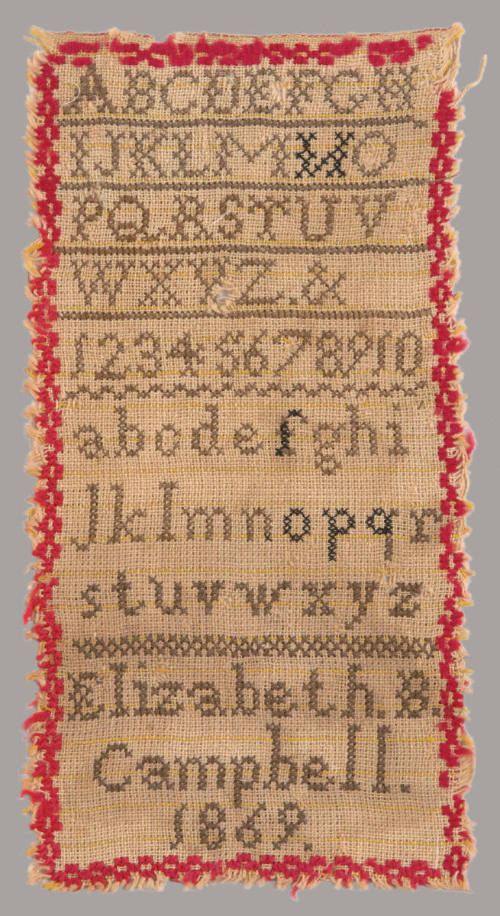 ABCDEFGH
IJKLMNO
PQRSTUV
WXYZ.&
12345678910
abcdefghi
jklmnopqr
stuvwxyz
Elizabeth.B.
Campbell.
1869.